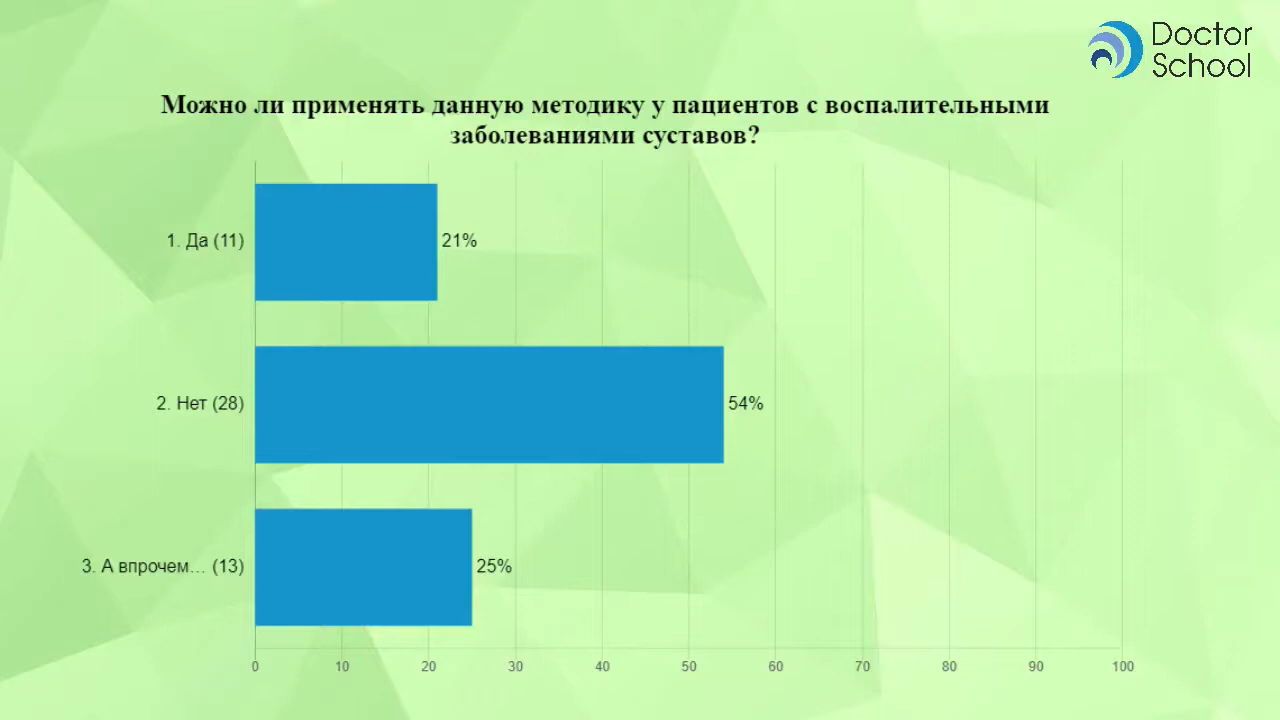 Doctor
School
Можно ли применять данную методику у пациентов с воспалительными
заболеваниями суставов?
1. Да (11)
21%
2. Нет (28)
54%
3. А впрочем... (13)
25%
0 10 20 30 40 50 60 70 80 90 100